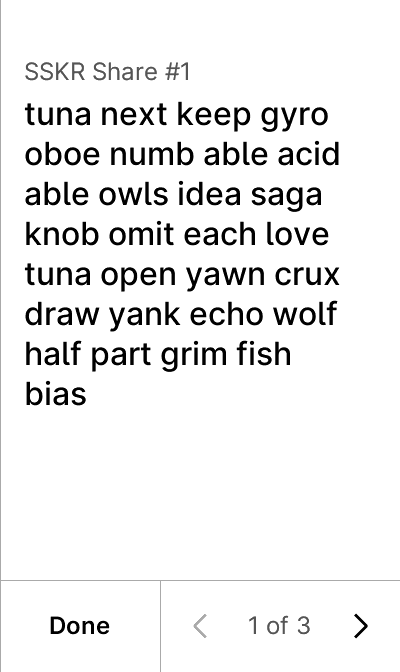 SSKR Share #1
tuna next keep gyro
oboe numb able acid
able owls idea saga
knob omit each love
tuna open yawn crux
draw yank echo wolf
half part grim fish
bias
Done
1 of 3